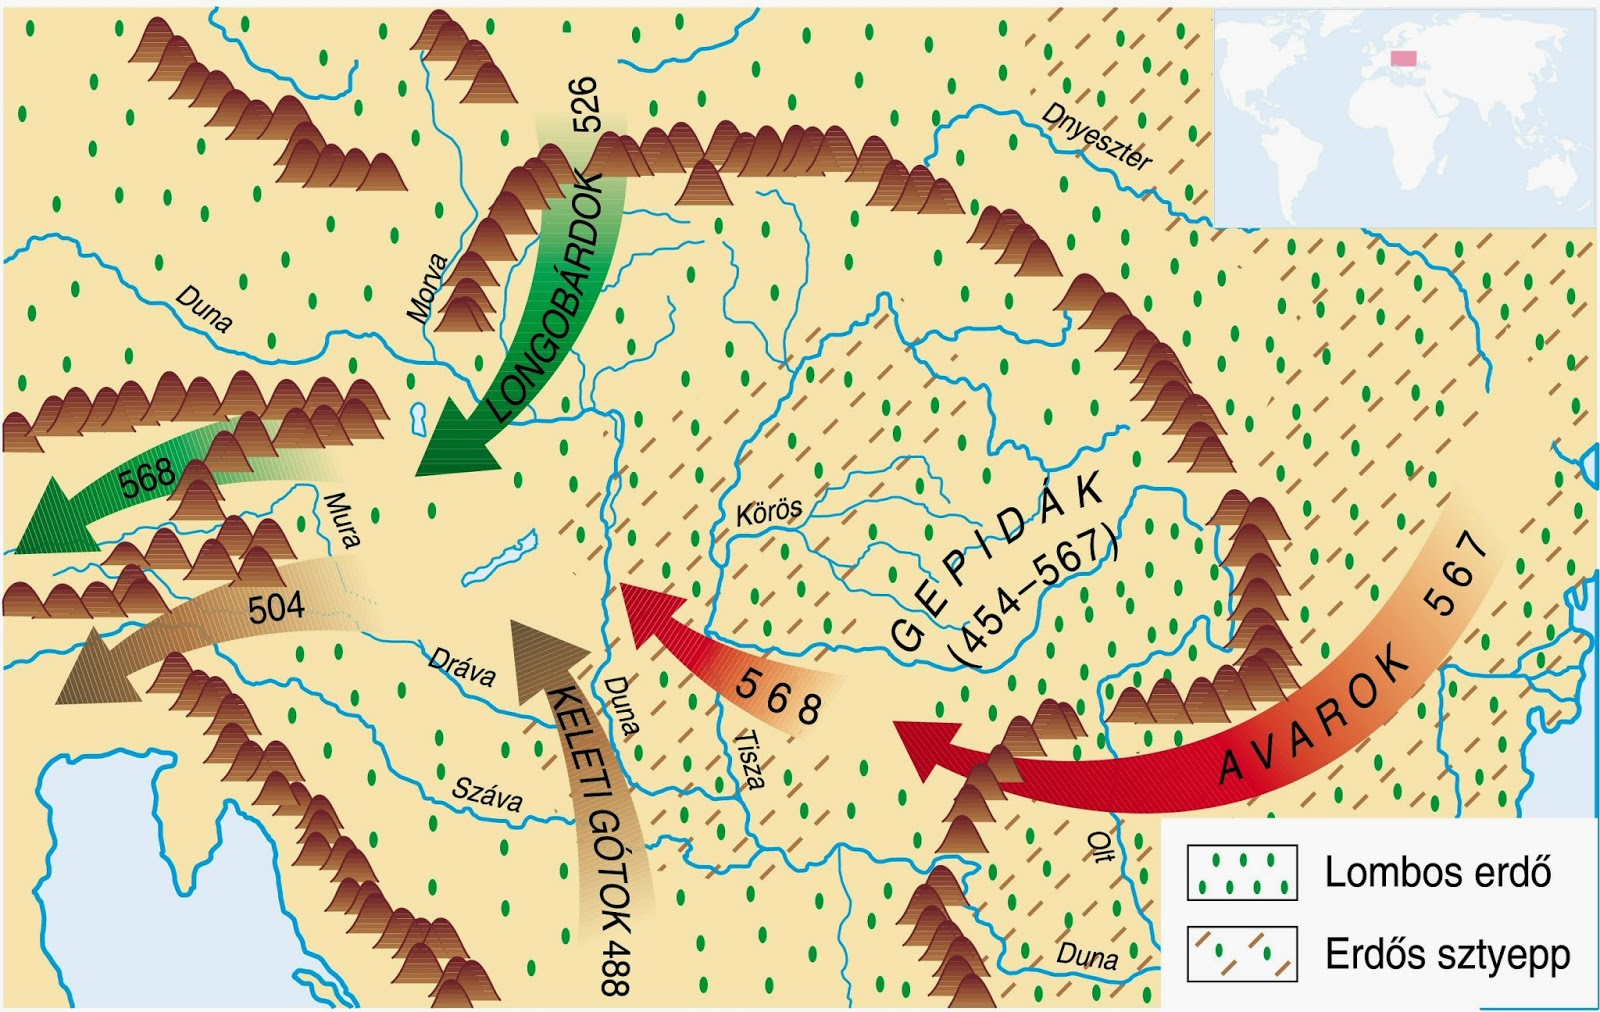 526
Dnyeszter
LONGOBÁRDOK
Morva
Duna
568
Mura
Körös
GEPIDÁK
(454–567)
567
AVAROK
504
Dráva
KELETI GÓTOK 488
Duna
568
Tisza
Száva
Olt
Duna
Lombos erdő
Erdős sztyepp